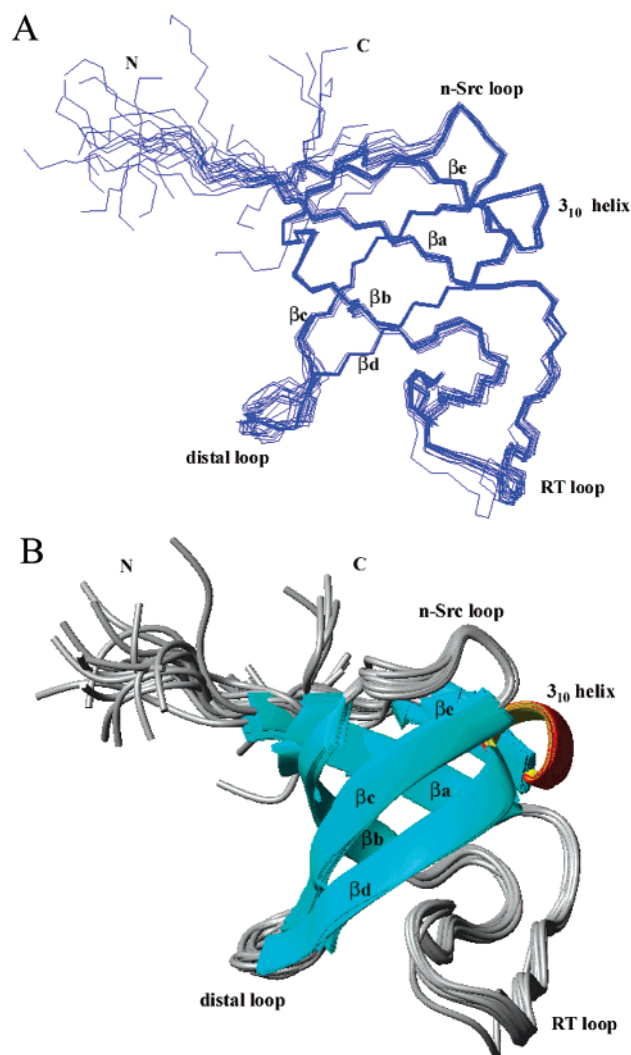 A
N
C
n-Src loop
βe
3₁₀ helix
βa
βb
βc
βd
distal loop
RT loop
B
N
C
n-Src loop
3₁₀ helix
βe
βc
βa
βb
βd
distal loop
RT loop